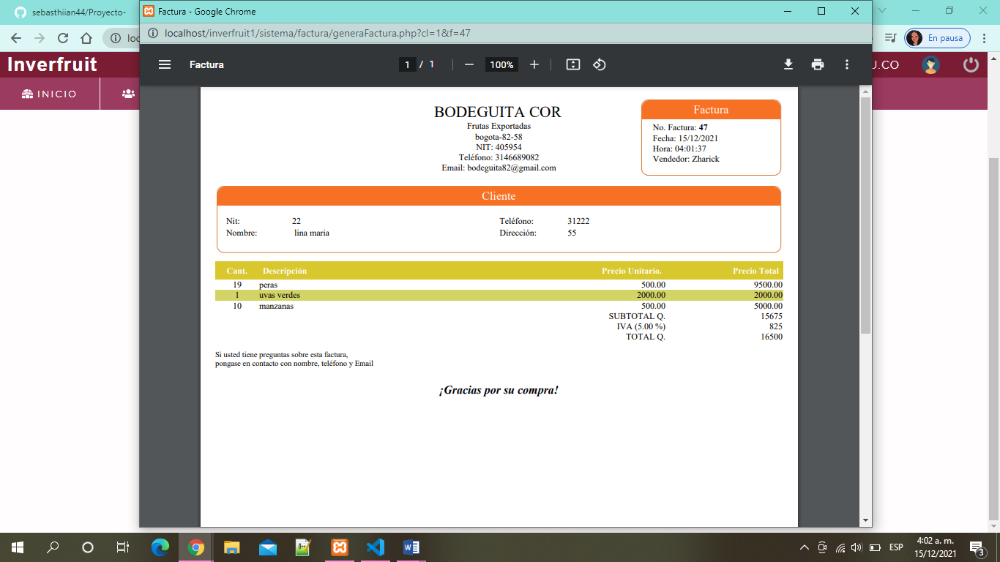 sebasthiian44/Proyecto-
Factura - Google Chrome
localhost/inverfruit1/sistema/factura/generaFactura.php?cl=1&f=47
loc
En pausa
Inverfruit
U.CO
INICIO
Factura
1 / 1
100%
BODEGUITA COR
Frutas Exportadas
bogota-82-58
NIT: 405954
Teléfono: 3146689082
Email: bodeguita82@gmail.com
Factura
No. Factura: 47
Fecha: 15/12/2021
Hora: 04:01:37
Vendedor: Zharick
Cliente
Nit: 22 Teléfono: 31222
Nombre: lina maria Dirección: 55
Cant. Descripción Precio Unitario. Precio Total
19 peras 500.00 9500.00
1 uvas verdes 2000.00 2000.00
10 manzanas 500.00 5000.00
SUBTOTAL Q. 15675
IVA (5.00 %) 825
TOTAL Q. 16500
Si usted tiene preguntas sobre esta factura,
pongase en contacto con nombre, teléfono y Email
¡Gracias por su compra!
ESP
4:02 a. m.
15/12/2021
3